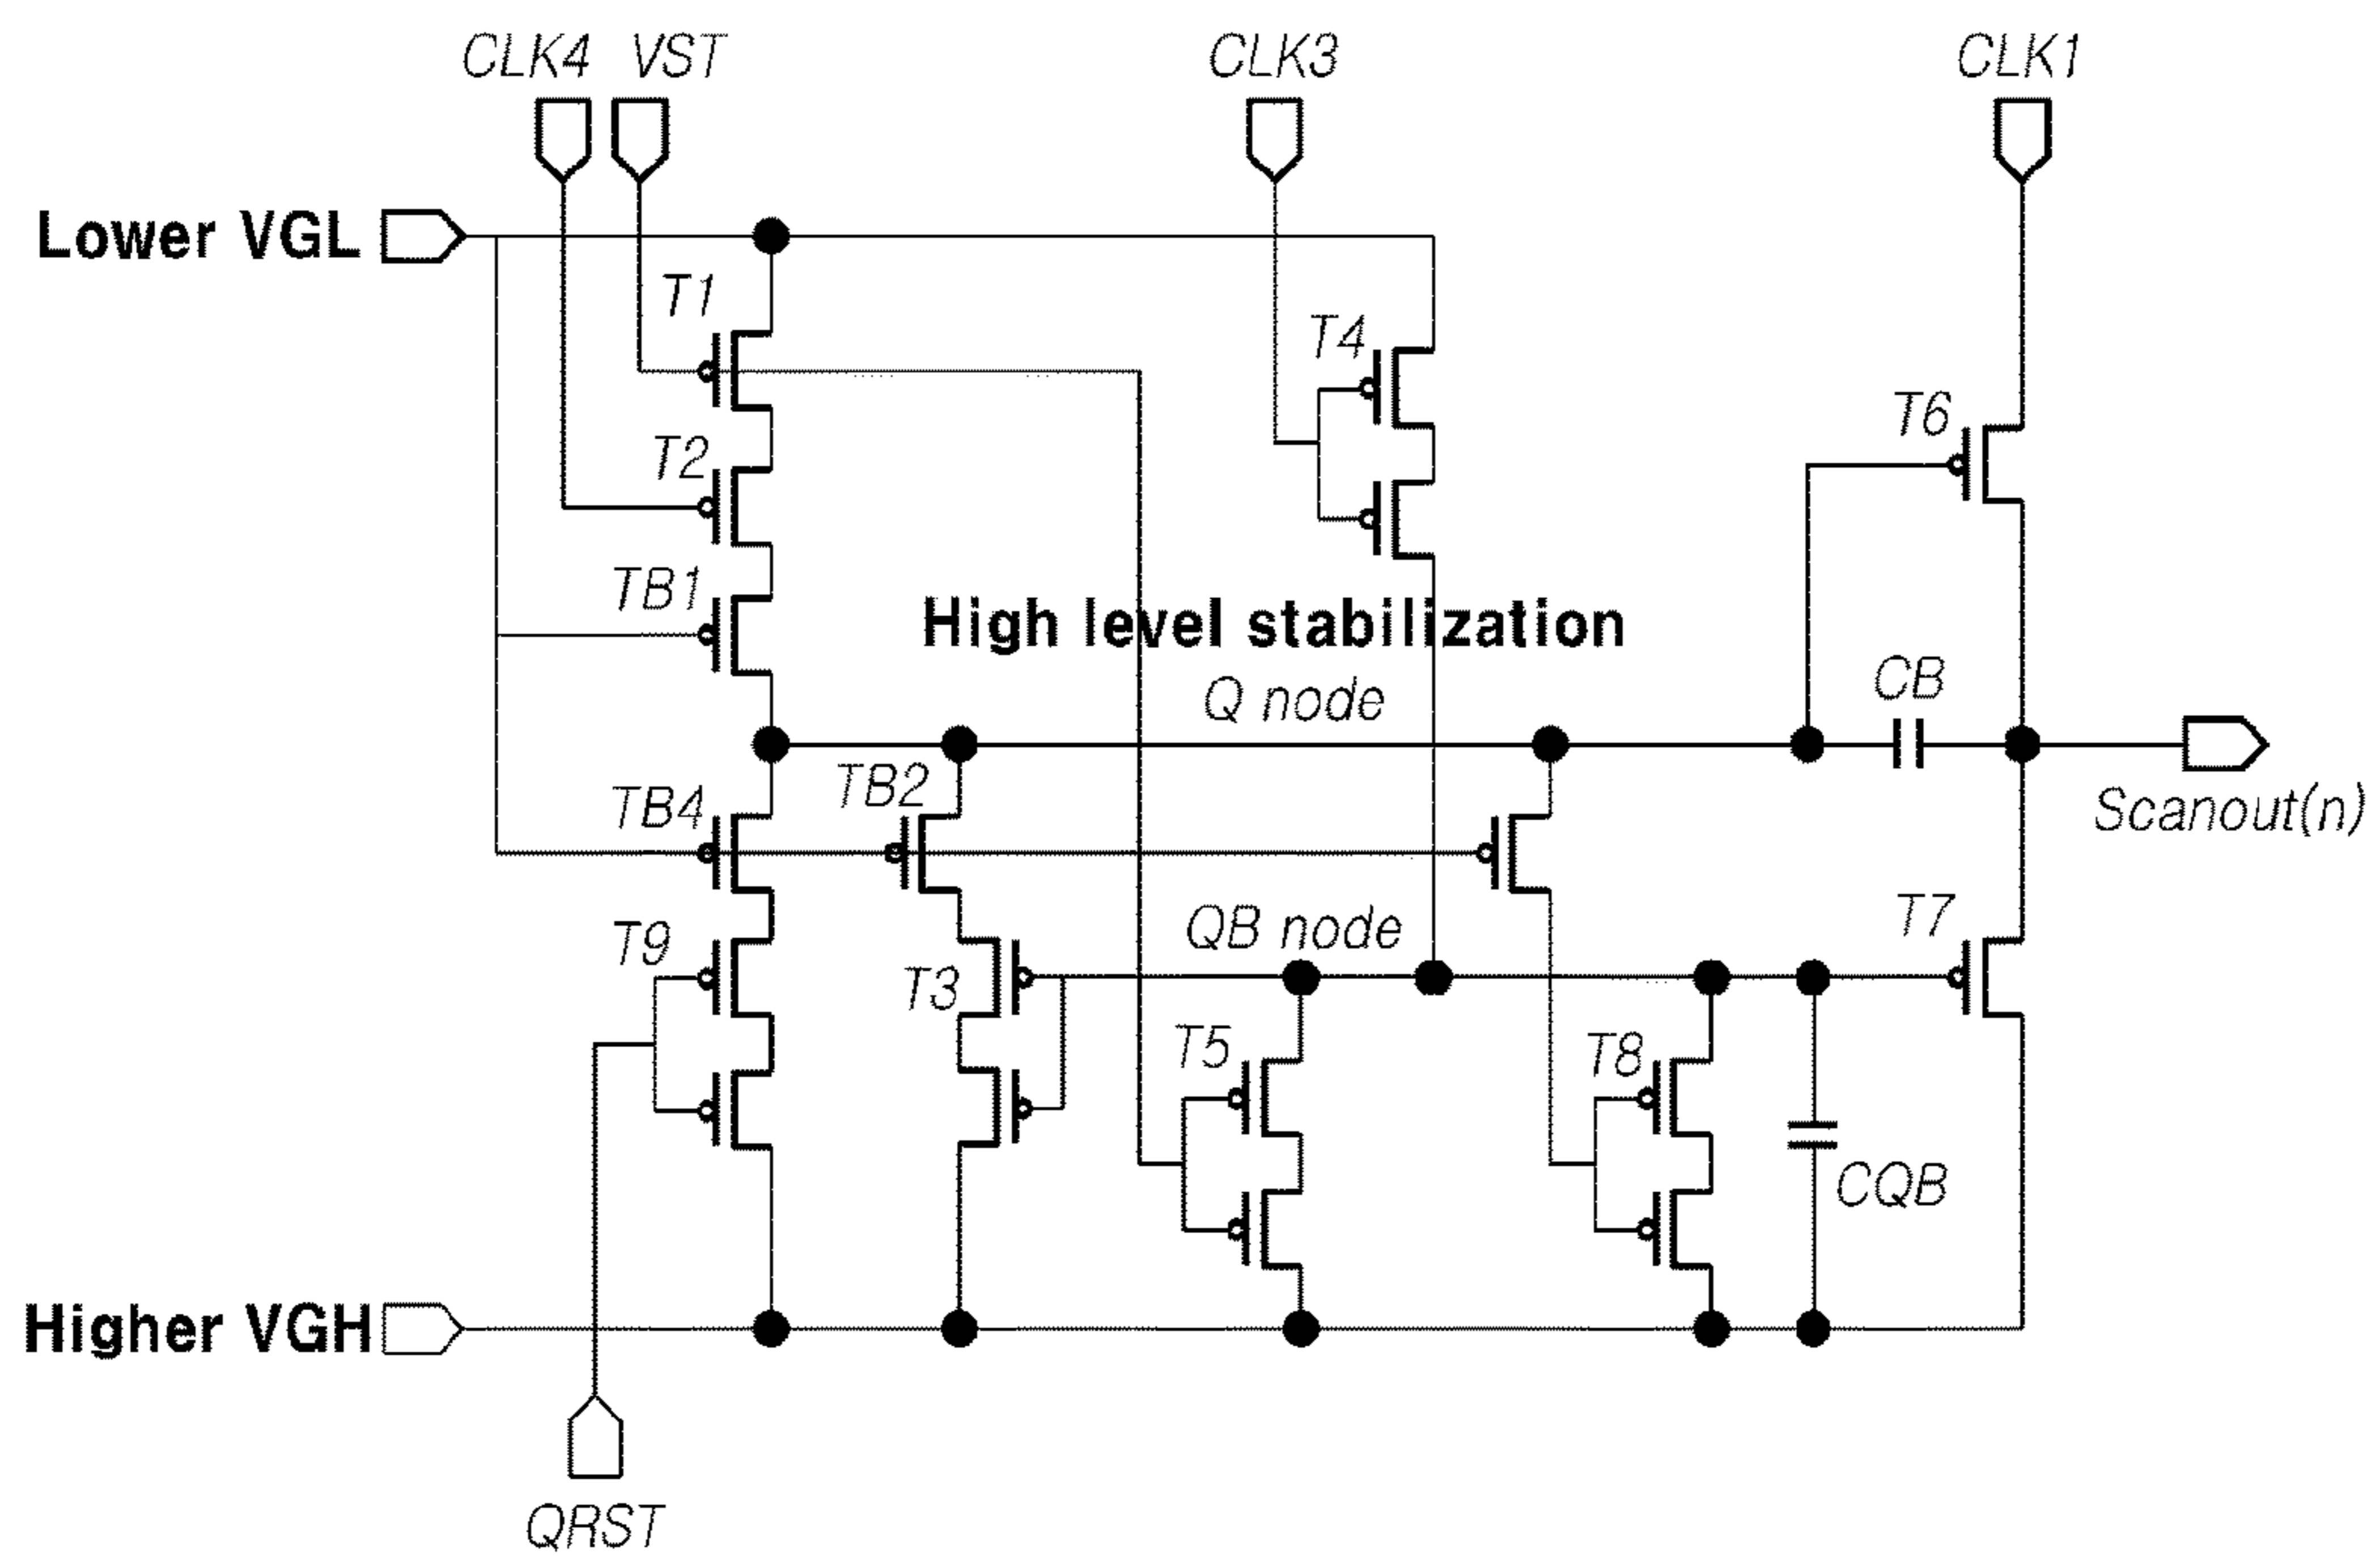 CLK4 VST CLK3 CLK1
Lower VGL
T1
T4
T6
T2
TB1
High level stabilization
CB
Q node
TB4 TB2
Scanout(n)
T9 QB node T7
T3
T5 T8
CQB
Higher VGH
QRST